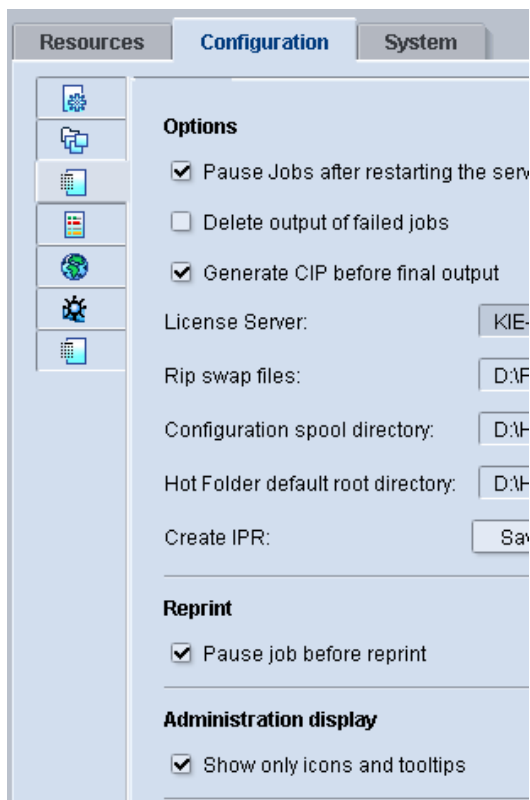 Resources Configuration System
Options
Pause Jobs after restarting the serv
Delete output of failed jobs
Generate CIP before final output
License Server: KIE-
Rip swap files: D:\F
Configuration spool directory: D:\H
Hot Folder default root directory: D:\H
Create IPR: Sav
Reprint
Pause job before reprint
Administration display
Show only icons and tooltips